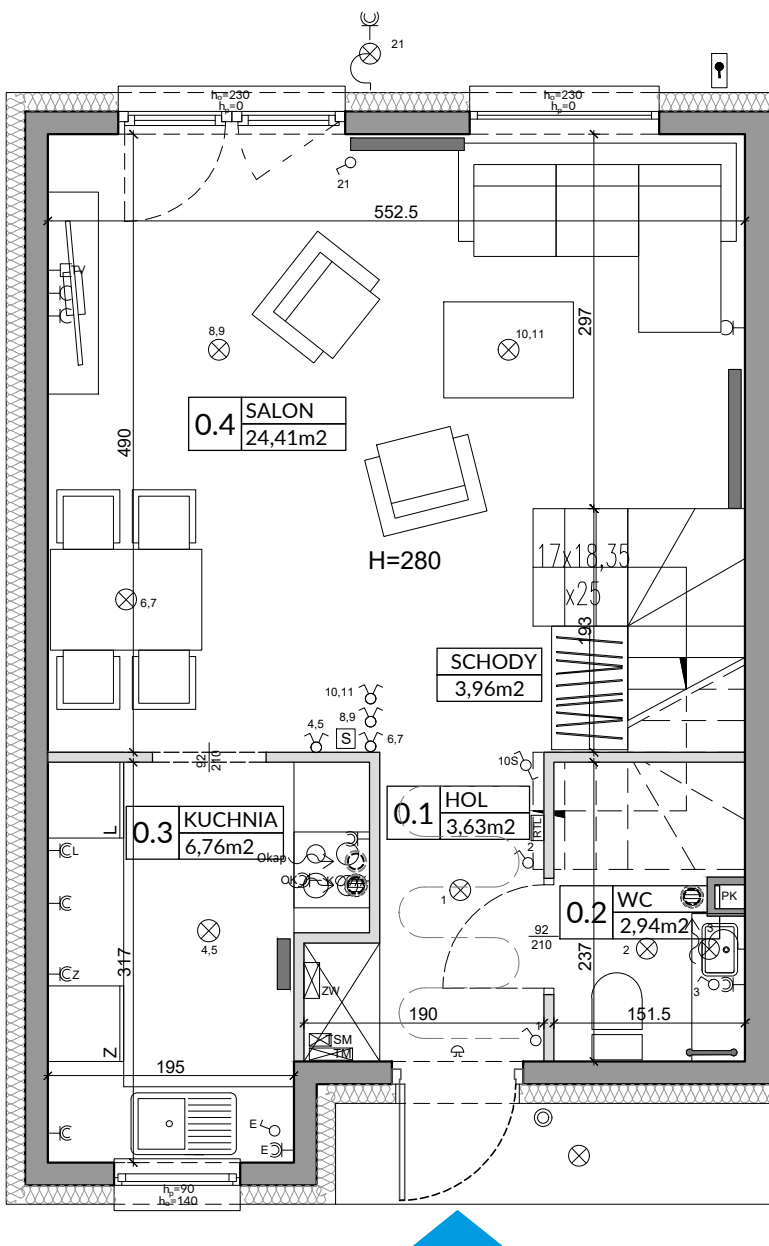 21
hₒ=230
hₚ=0
hₒ=230
hₚ=0
21
552.5
TV
8,9
10,11
297
0.4
SALON
24,41m2
490
H=280
17x18,35
x25
6,7
193
SCHODY
3,96m2
10,11
8,9
4,5
S
6,7
92
210
10S
L
0.3
KUCHNIA
6,76m2
0.1
HOL
3,63m2
RTL
2
Okap
L
1
0.2
WC
2,94m2
PK
4,5
92
210
2
3
317
237
Z
ZW
3
190
151.5
TSM
TM
1
Z
195
E
E
hₚ=90
hₒ=140